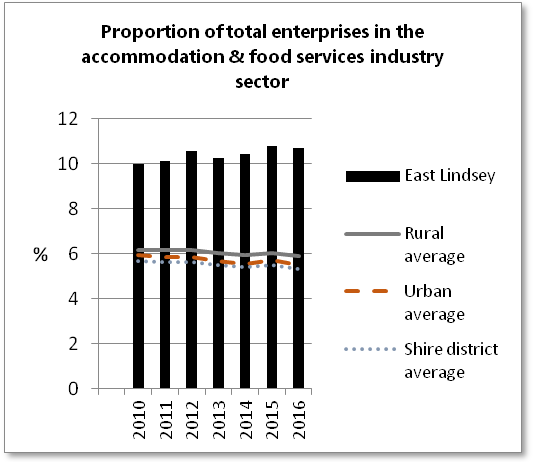 Proportion of total enterprises in the
accommodation & food services industry
sector
12
10
8
6
4
2
0
%
2010
2011
2012
2013
2014
2015
2016
East Lindsey
Rural
average
Urban
average
Shire district
average